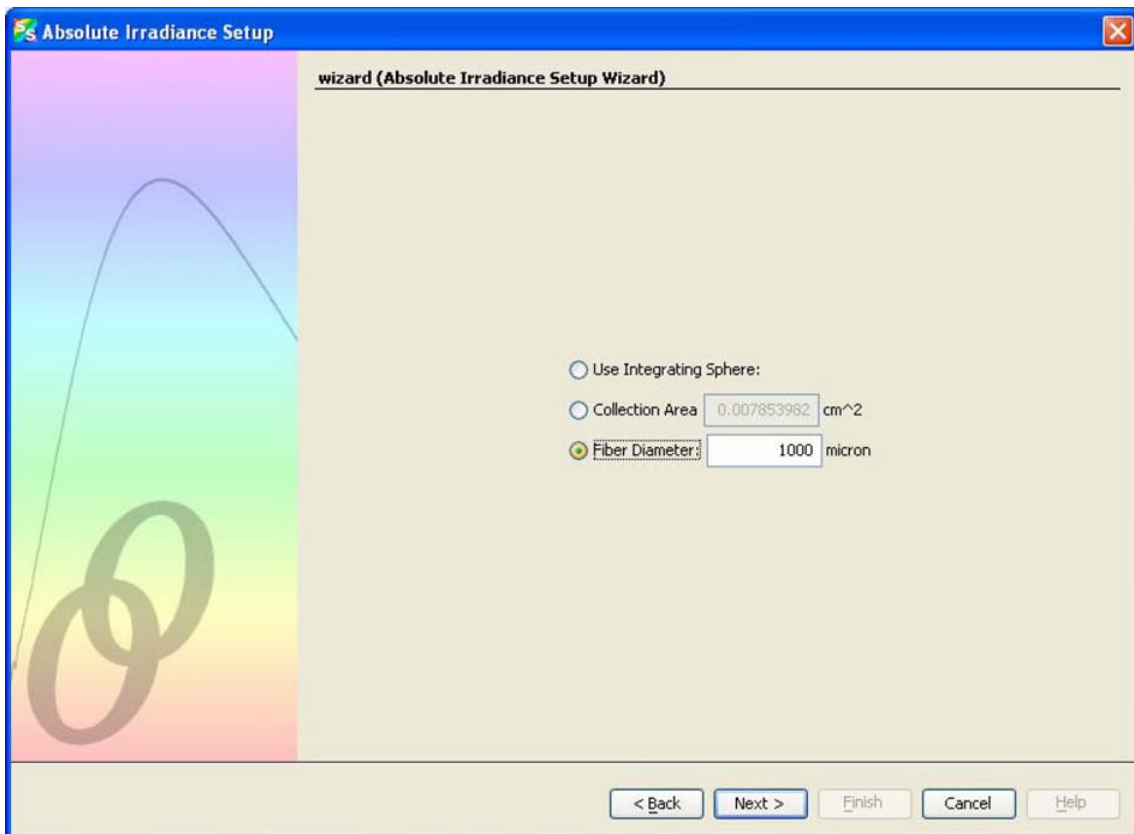 Absolute Irradiance Setup
wizard (Absolute Irradiance Setup Wizard)
Use Integrating Sphere:
Collection Area 0.007853982 cm^2
Fiber Diameter: 1000 micron
< Back Next > Finish Cancel Help